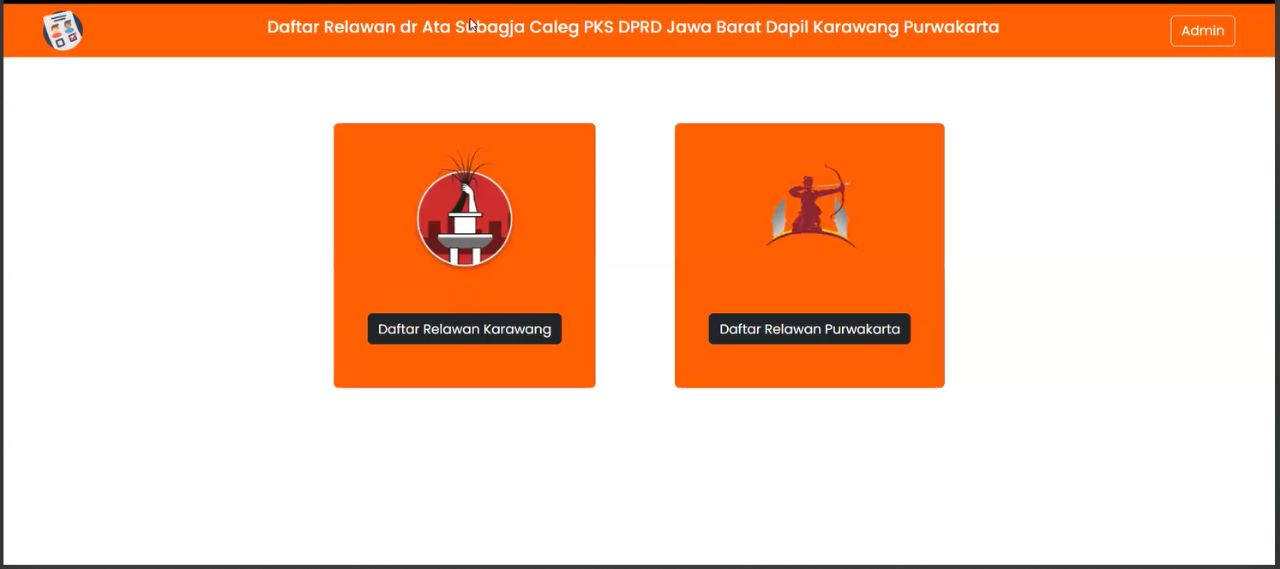 Daftar Relawan dr Ata Subagja Caleg PKS DPRD Jawa Barat Dapil Karawang Purwakarta
Admin
Daftar Relawan Karawang
Daftar Relawan Purwakarta